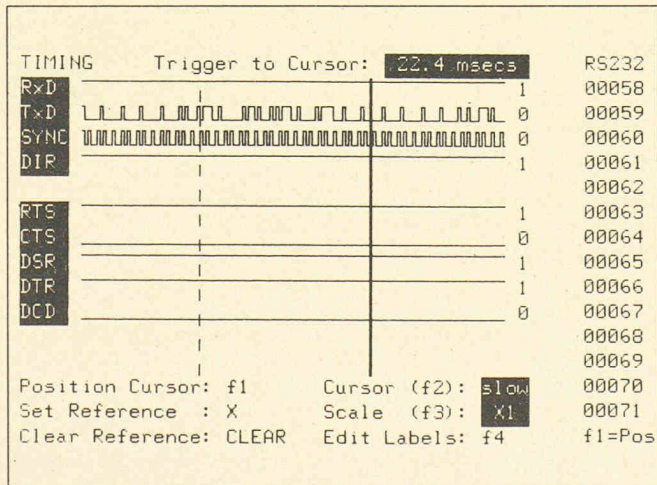 TIMING Trigger to Cursor: 22.4 msecs RS232
RxD 1 00058
TxD 0 00059
SYNC 0 00060
DIR 1 00061
00062
RTS 1 00063
CTS 0 00064
DSR 1 00065
DTR 1 00066
DCD 0 00067
00068
00069
Position Cursor: f1 Cursor (f2): slow 00070
Set Reference : X Scale (f3): X1 00071
Clear Reference: CLEAR Edit Labels: f4 f1=Pos